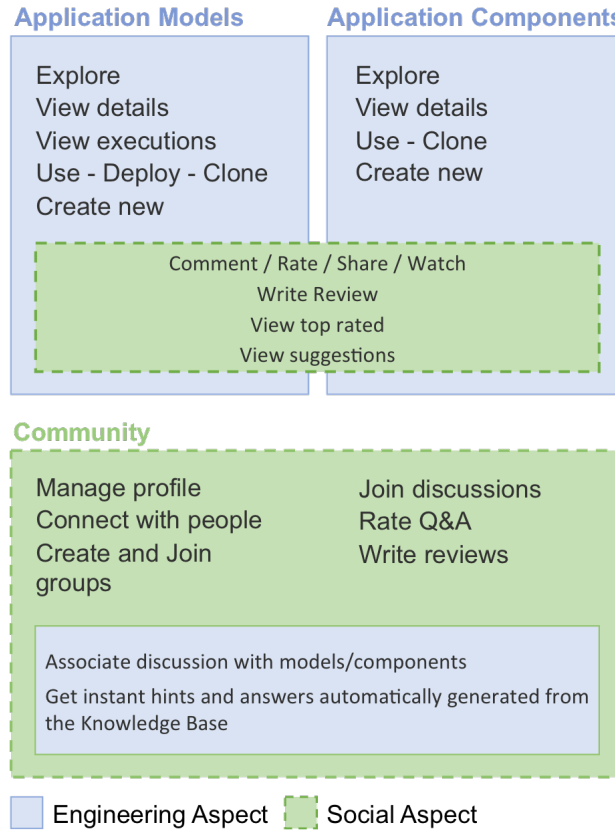 Application Models
Explore
View details
View executions
Use - Deploy - Clone
Create new
Application Components
Explore
View details
Use - Clone
Create new
Comment / Rate / Share / Watch
Write Review
View top rated
View suggestions
Community
Manage profile
Connect with people
Create and Join
groups
Join discussions
Rate Q&A
Write reviews
Associate discussion with models/components
Get instant hints and answers automatically generated from
the Knowledge Base
Engineering Aspect
Social Aspect